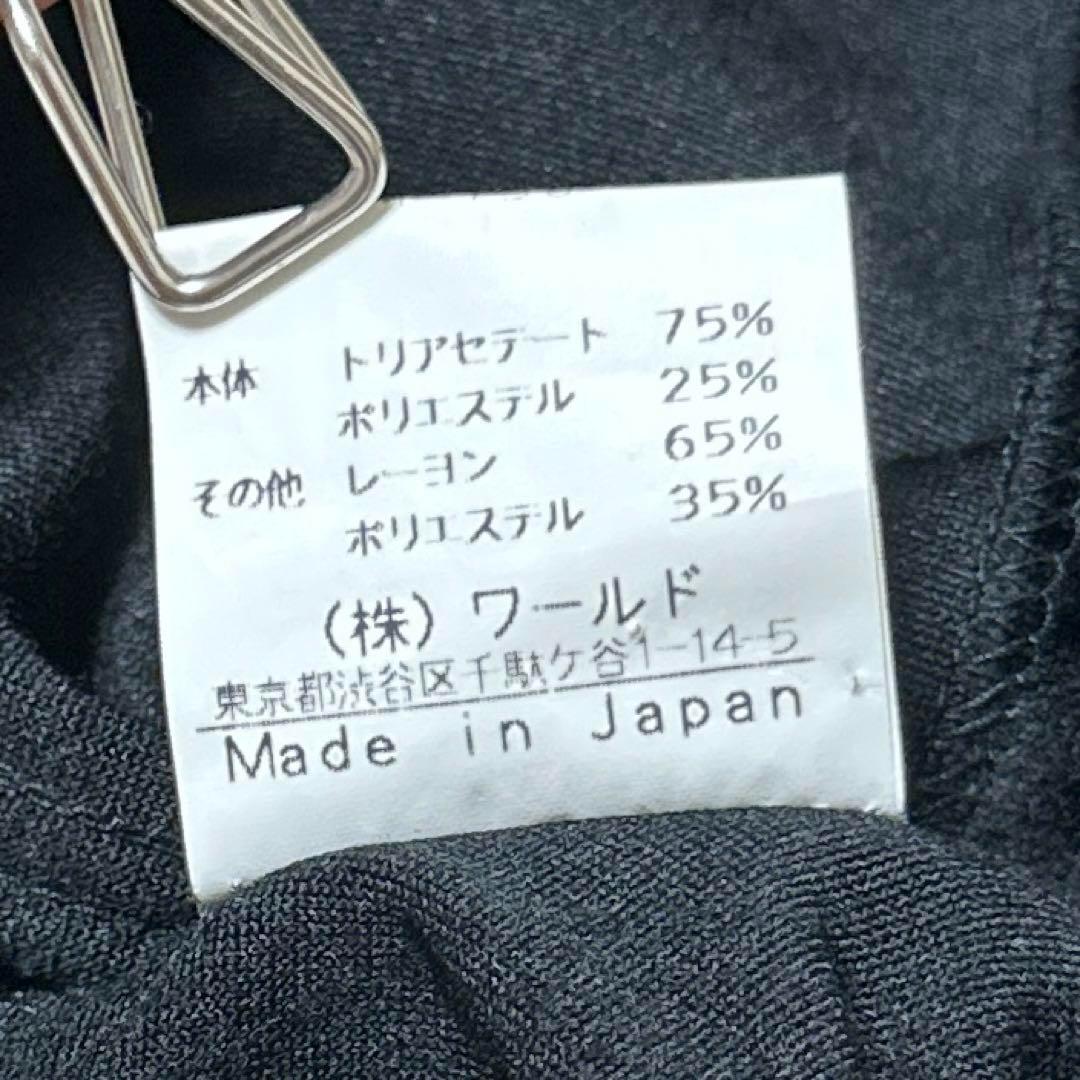 本体 トリアセテート 75%
ポリエステル 25%
その他 レーヨン 65%
ポリエステル 35%
(株) ワールド
東京都渋谷区千駄ケ谷1-14-5
Made in Japan